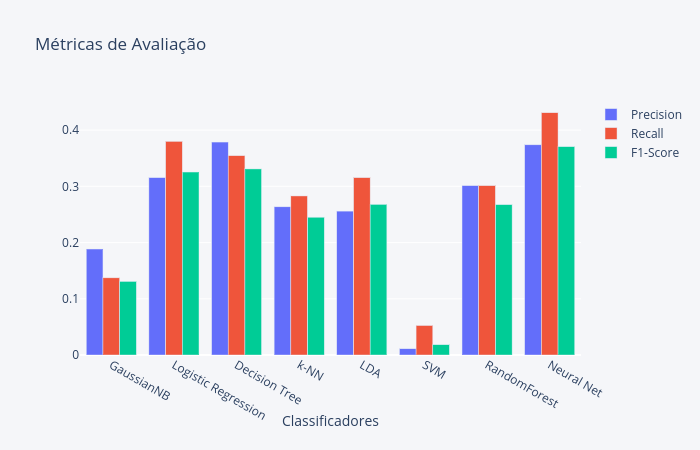 Métricas de Avaliação
Precision
Recall
F1-Score
0.4
0.3
0.2
0.1
0
GaussianNB
Logistic Regression
Decision Tree
k-NN
LDA
SVM
RandomForest
Neural Net
Classificadores